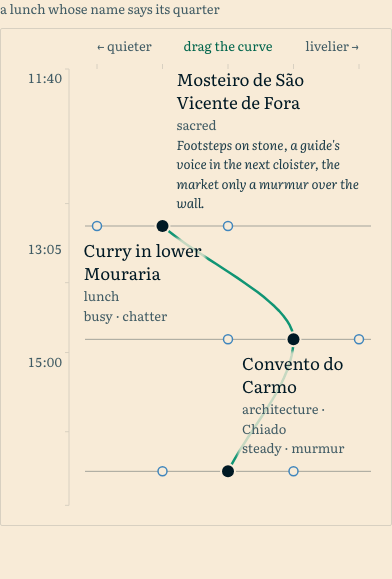 a lunch whose name says its quarter
← quieter drag the curve livelier →
11:40
Mosteiro de São
Vicente de Fora
sacred
Footsteps on stone, a guide's
voice in the next cloister, the
market only a murmur over the
wall.
13:05
Curry in lower
Mouraria
lunch
busy · chatter
15:00
Convento do
Carmo
architecture ·
Chiado
steady · murmur